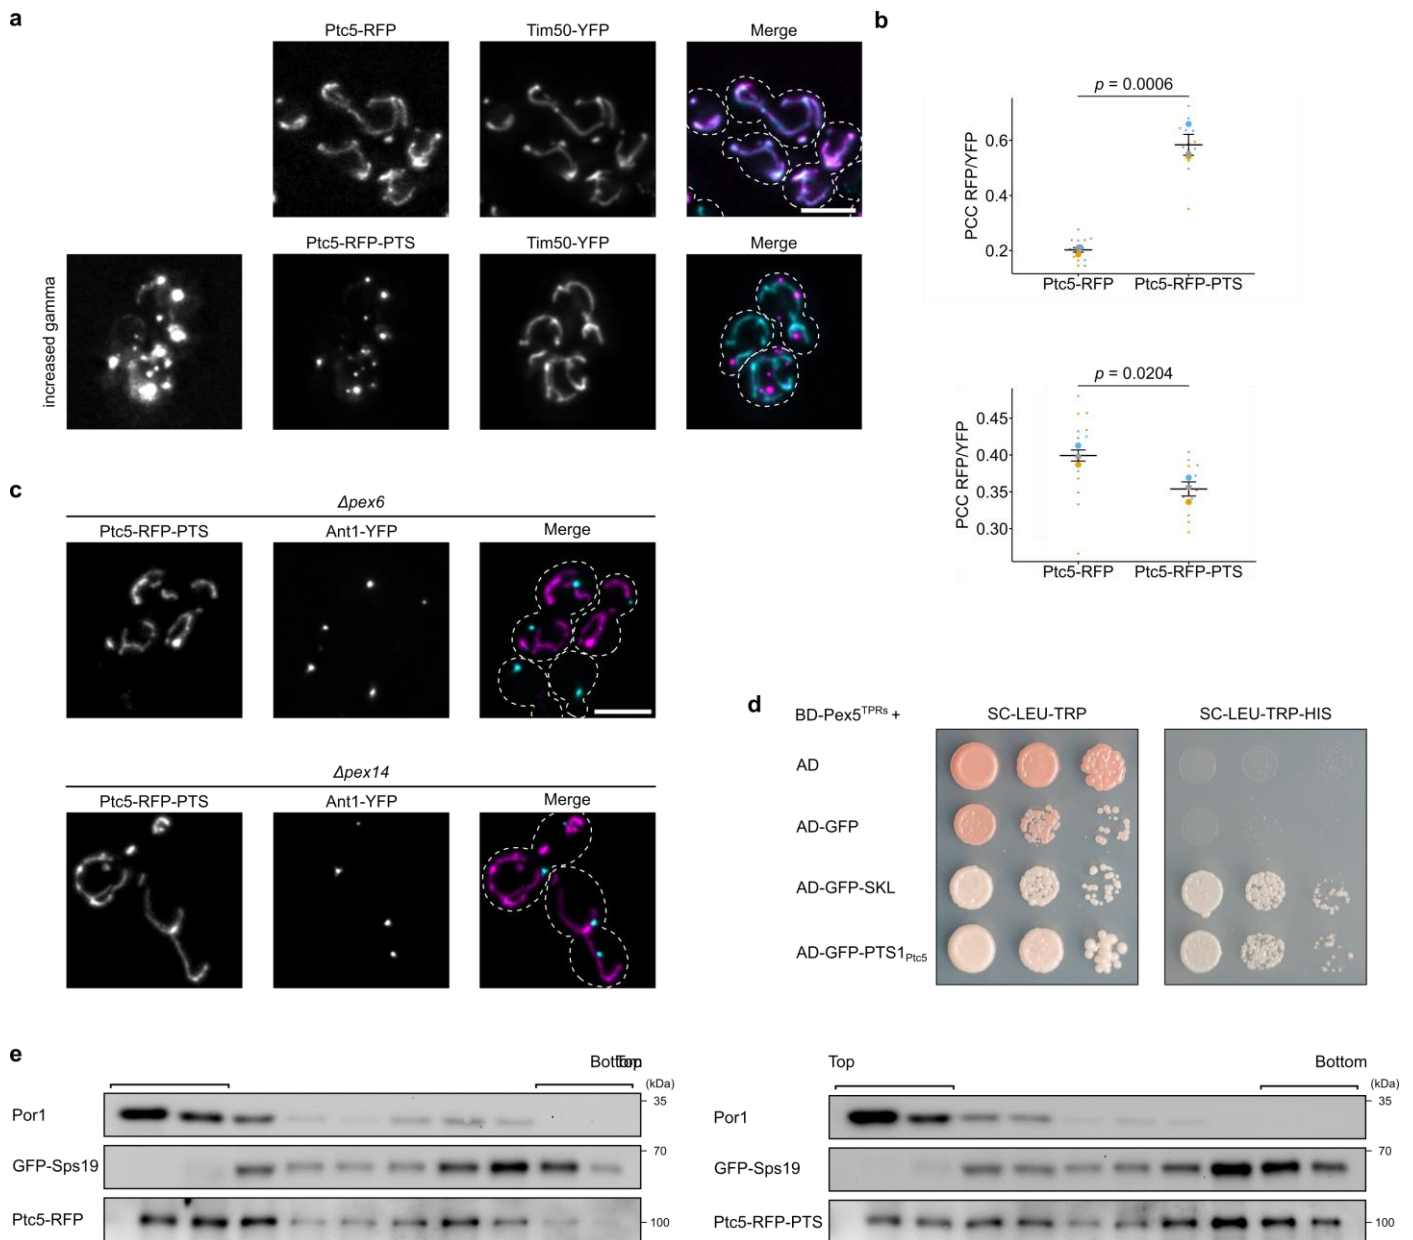 a
Ptc5-RFP
Tim50-YFP
Merge
Ptc5-RFP-PTS
Tim50-YFP
Merge
increased gamma
b
p = 0.0006
PCC RFP/YFP
0.6
0.4
0.2
Ptc5-RFP
Ptc5-RFP-PTS
p = 0.0204
PCC RFP/YFP
0.45
0.40
0.35
0.30
Ptc5-RFP
Ptc5-RFP-PTS
c
Δpex6
Ptc5-RFP-PTS
Ant1-YFP
Merge
Δpex14
Ptc5-RFP-PTS
Ant1-YFP
Merge
d
BD-Pex5TPRs +
SC-LEU-TRP
SC-LEU-TRP-HIS
AD
AD-GFP
AD-GFP-SKL
AD-GFP-PTS1Ptc5
e
Bottom
Top
(kDa)
Por1
35
GFP-Sps19
70
Ptc5-RFP
100
Top
Bottom
(kDa)
Por1
35
GFP-Sps19
70
Ptc5-RFP-PTS
100